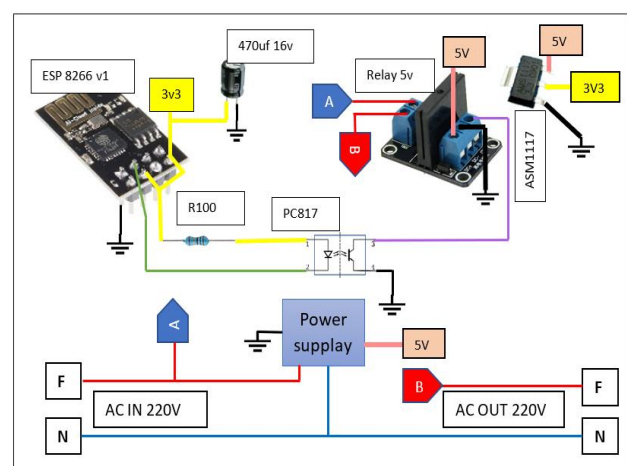 470uf 16v
ESP 8266 v1
3v3
5V
Relay 5v
5V
3V3
A
B
ASM1117
R100
PC817
1
2
3
4
A
Power
supplay
5V
B
F
AC IN 220V
AC OUT 220V
F
N
N